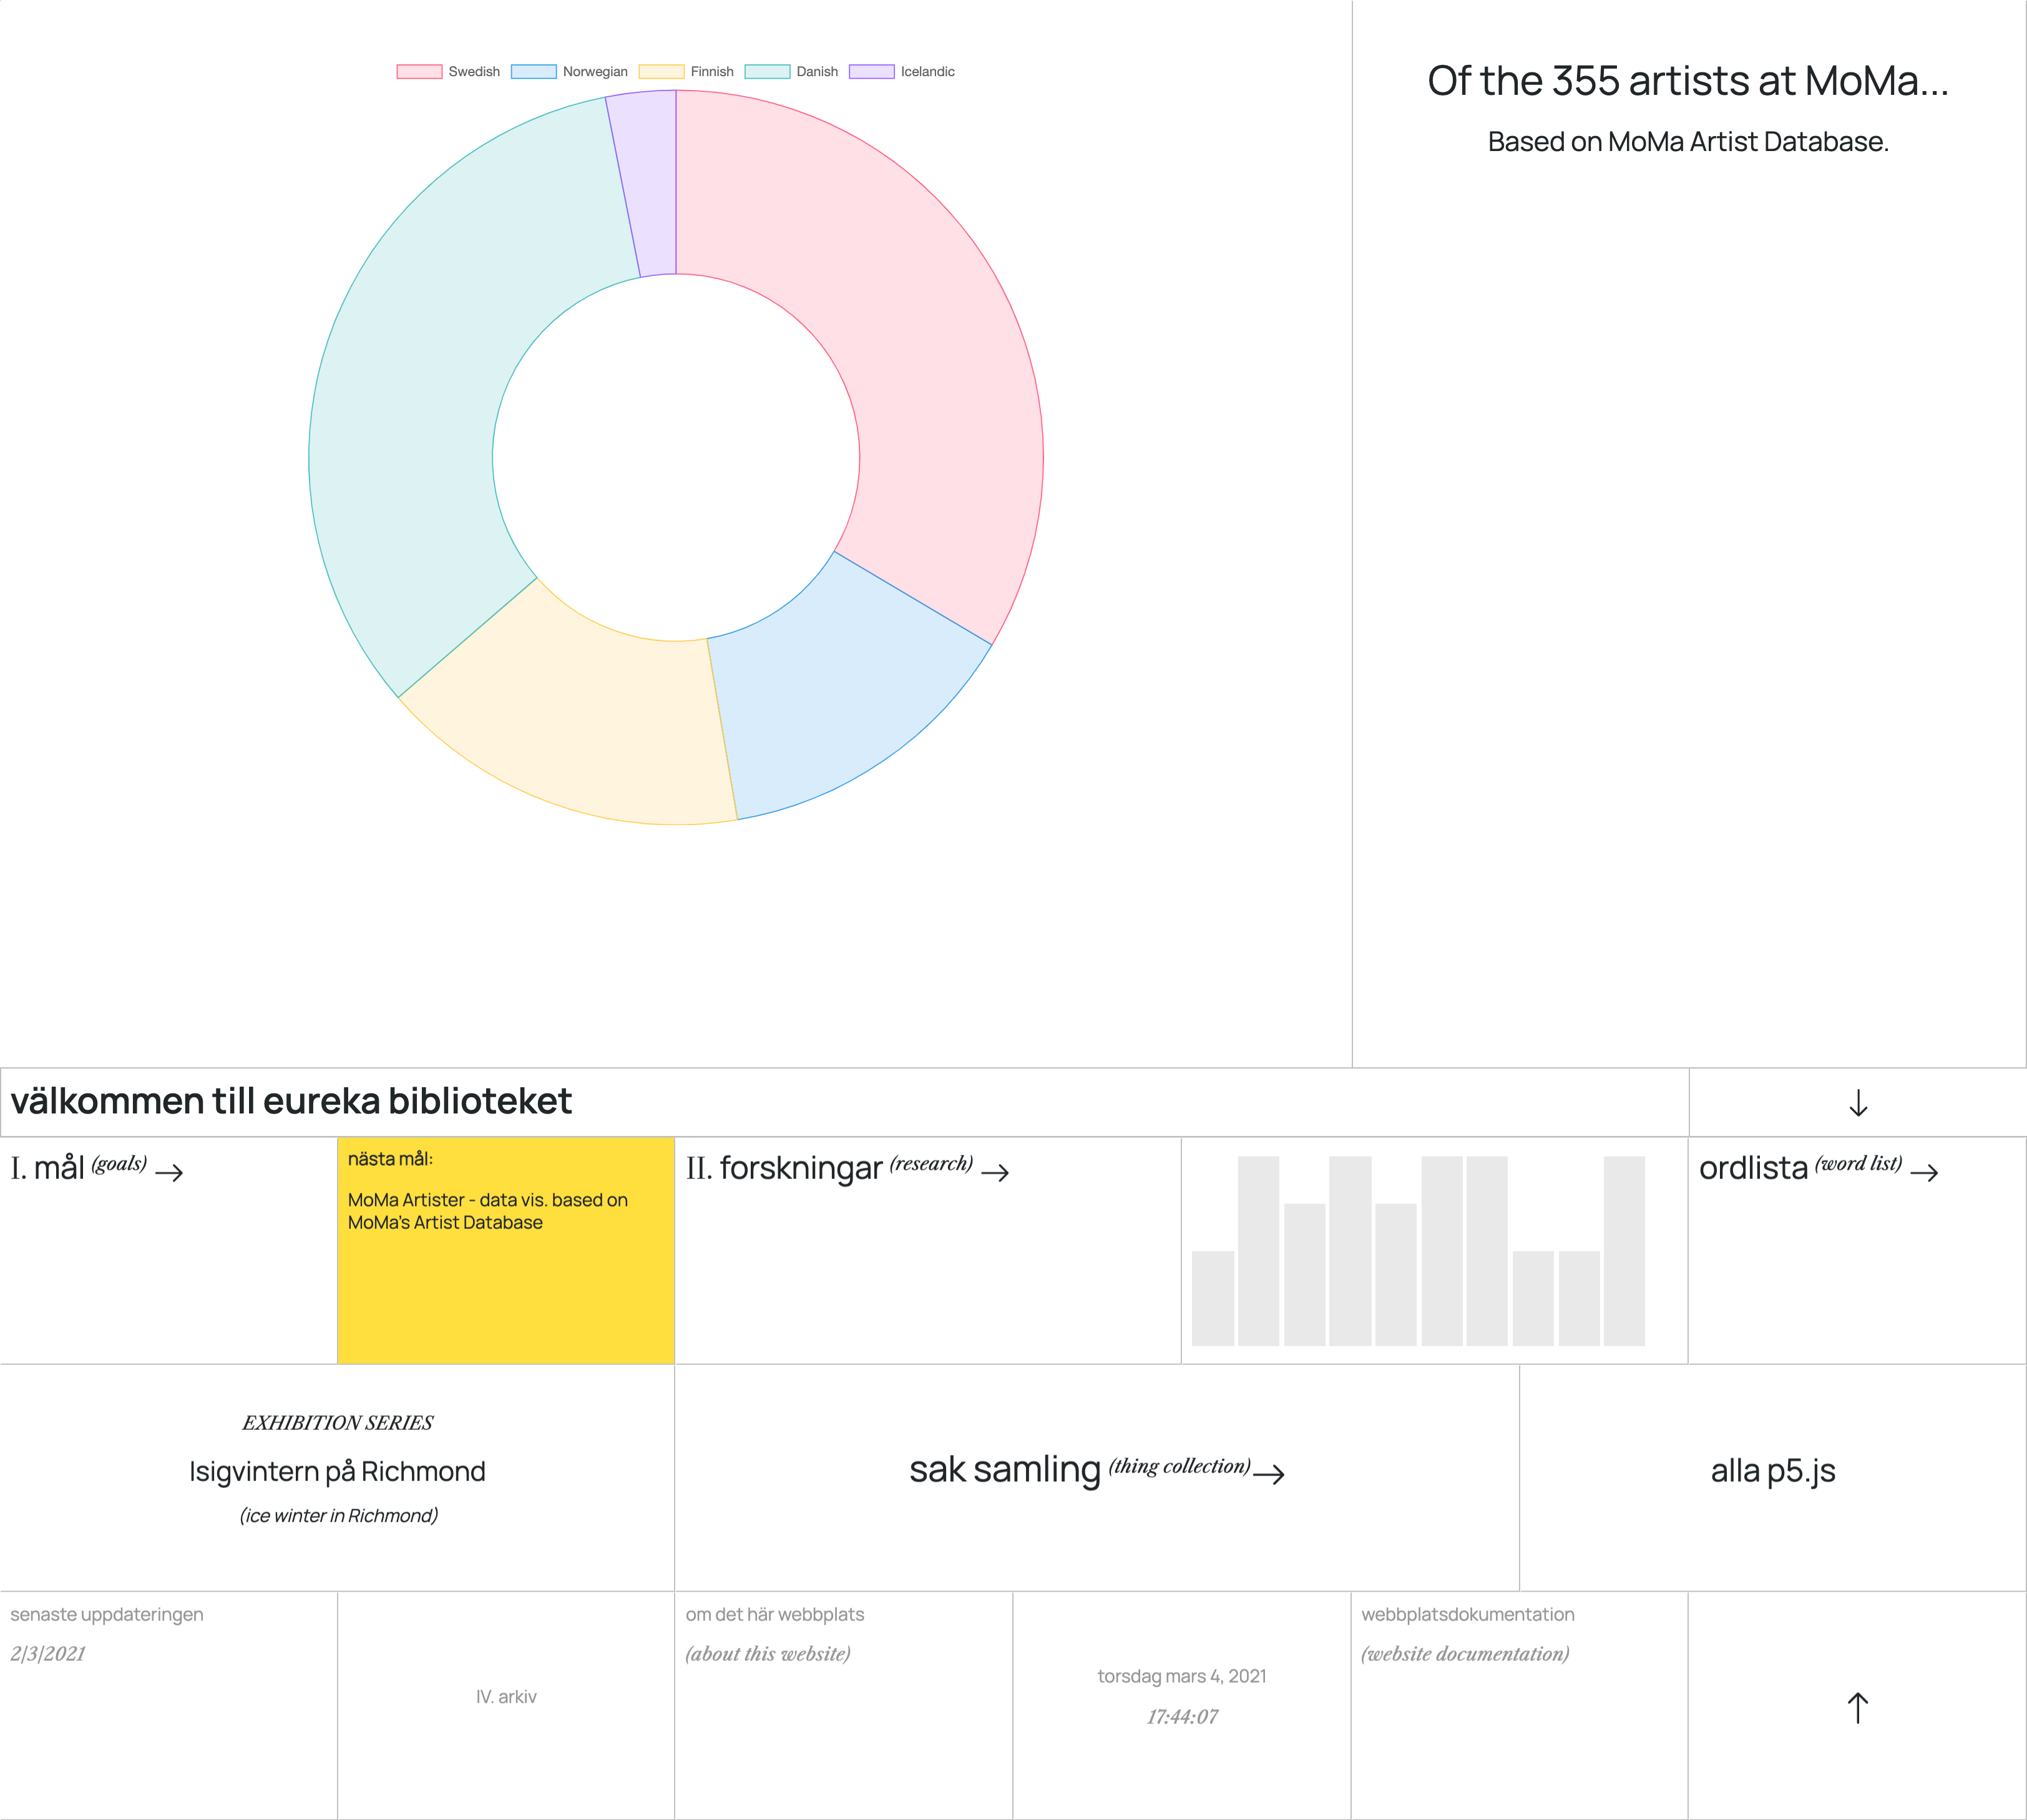 Swedish Norwegian Finnish Danish Icelandic
Of the 355 artists at MoMa...
Based on MoMa Artist Database.
välkommen till eureka biblioteket
↓
I. mål (goals) →
nästa mål:
MoMa Artister - data vis. based on
MoMa's Artist Database
II. forskningar (research) →
ordlista (word list) →
EXHIBITION SERIES
Isigvintern på Richmond
(ice winter in Richmond)
sak samling (thing collection) →
alla p5.js
senaste uppdateringen
2/3/2021
IV. arkiv
om det här webbplats
(about this website)
torsdag mars 4, 2021
17:44:07
webbplatsdokumentation
(website documentation)
↑